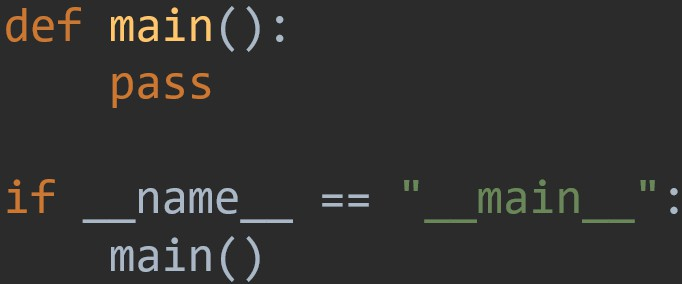 def main():
    pass
if __name__ == "__main__":
    main()